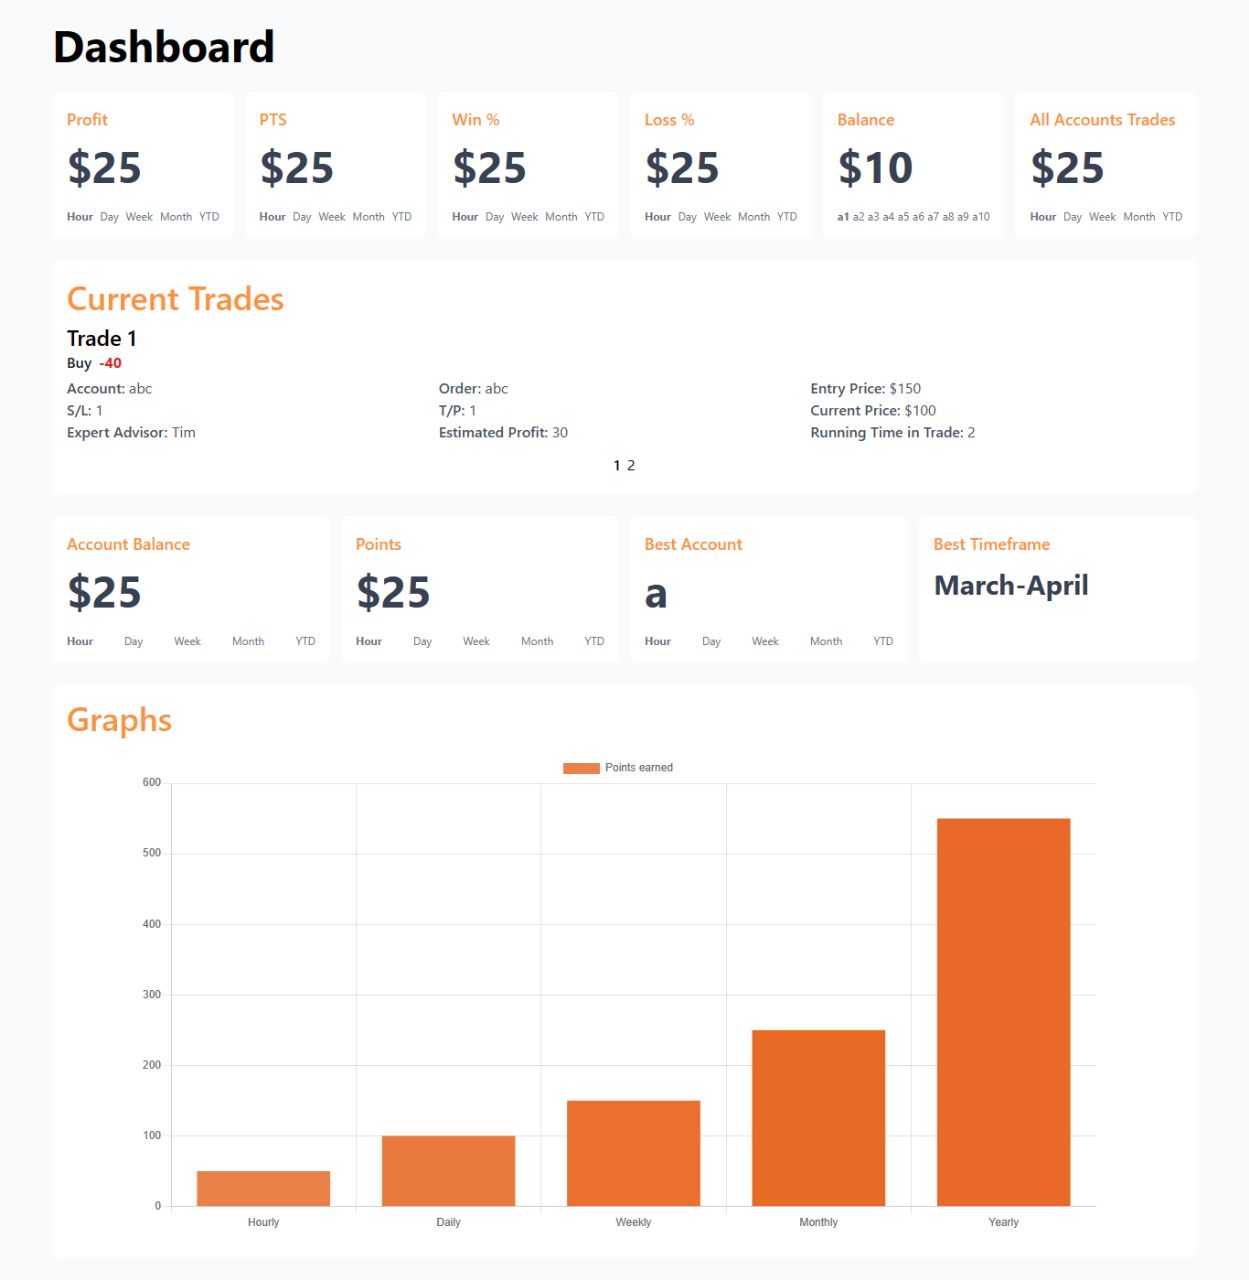 Dashboard
Profit
$25
Hour Day Week Month YTD
PTS
$25
Hour Day Week Month YTD
Win %
$25
Hour Day Week Month YTD
Loss %
$25
Hour Day Week Month YTD
Balance
$10
a1 a2 a3 a4 a5 a6 a7 a8 a9 a10
All Accounts Trades
$25
Hour Day Week Month YTD
Current Trades
Trade 1
Buy -40
Account: abc
Order: abc
Entry Price: $150
S/L: 1
T/P: 1
Current Price: $100
Expert Advisor: Tim
Estimated Profit: 30
Running Time in Trade: 2
1 2
Account Balance
$25
Hour Day Week Month YTD
Points
$25
Hour Day Week Month YTD
Best Account
a
Hour Day Week Month YTD
Best Timeframe
March-April
Graphs
Points earned
600
500
400
300
200
100
0
Hourly Daily Weekly Monthly Yearly